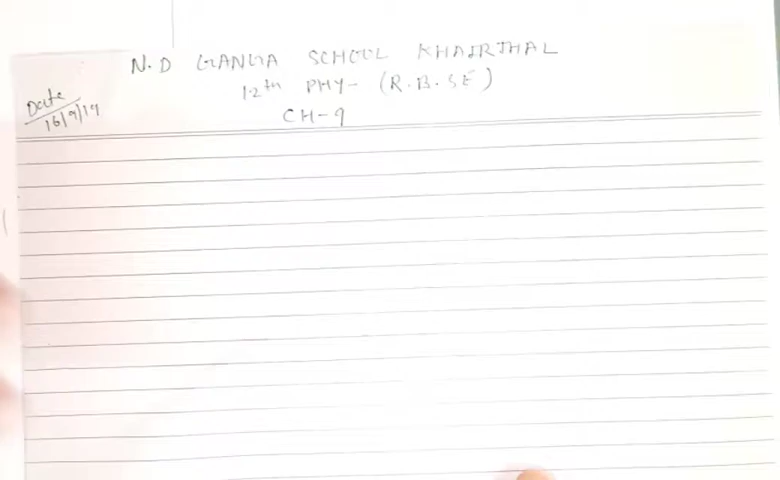 N.D GANGA SCHOOL KHAIRTHAL
12th PHY- (R.B.SE)
Date
16/9/19
CH-9